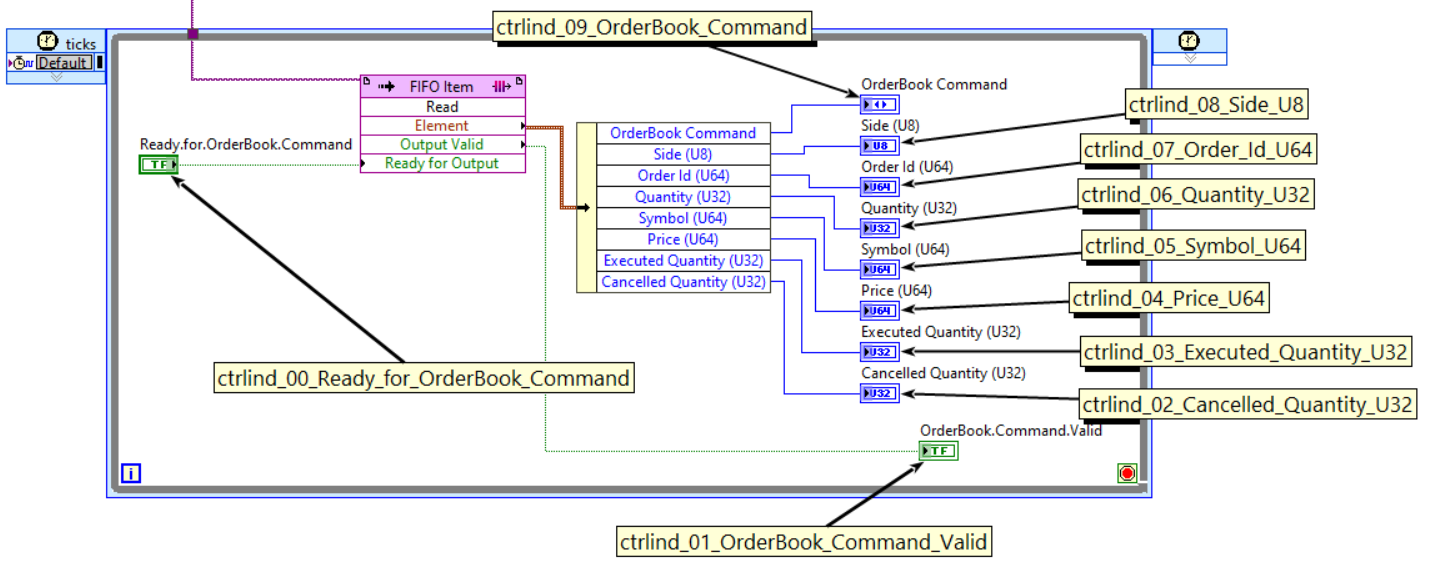 ctrlind_09_OrderBook_Command
ticks
Default
FIFO Item
Read
Element
Output Valid
Ready for Output
Ready.for.OrderBook.Command
TF
OrderBook Command
Side (U8)
Order Id (U64)
Quantity (U32)
Symbol (U64)
Price (U64)
Executed Quantity (U32)
Cancelled Quantity (U32)
OrderBook Command
Side (U8)
U8
Order Id (U64)
U64
Quantity (U32)
U32
Symbol (U64)
U64
Price (U64)
U64
Executed Quantity (U32)
U32
Cancelled Quantity (U32)
U32
ctrlind_08_Side_U8
ctrlind_07_Order_Id_U64
ctrlind_06_Quantity_U32
ctrlind_05_Symbol_U64
ctrlind_04_Price_U64
ctrlind_03_Executed_Quantity_U32
ctrlind_02_Cancelled_Quantity_U32
ctrlind_00_Ready_for_OrderBook_Command
OrderBook.Command.Valid
TF
i
ctrlind_01_OrderBook_Command_Valid